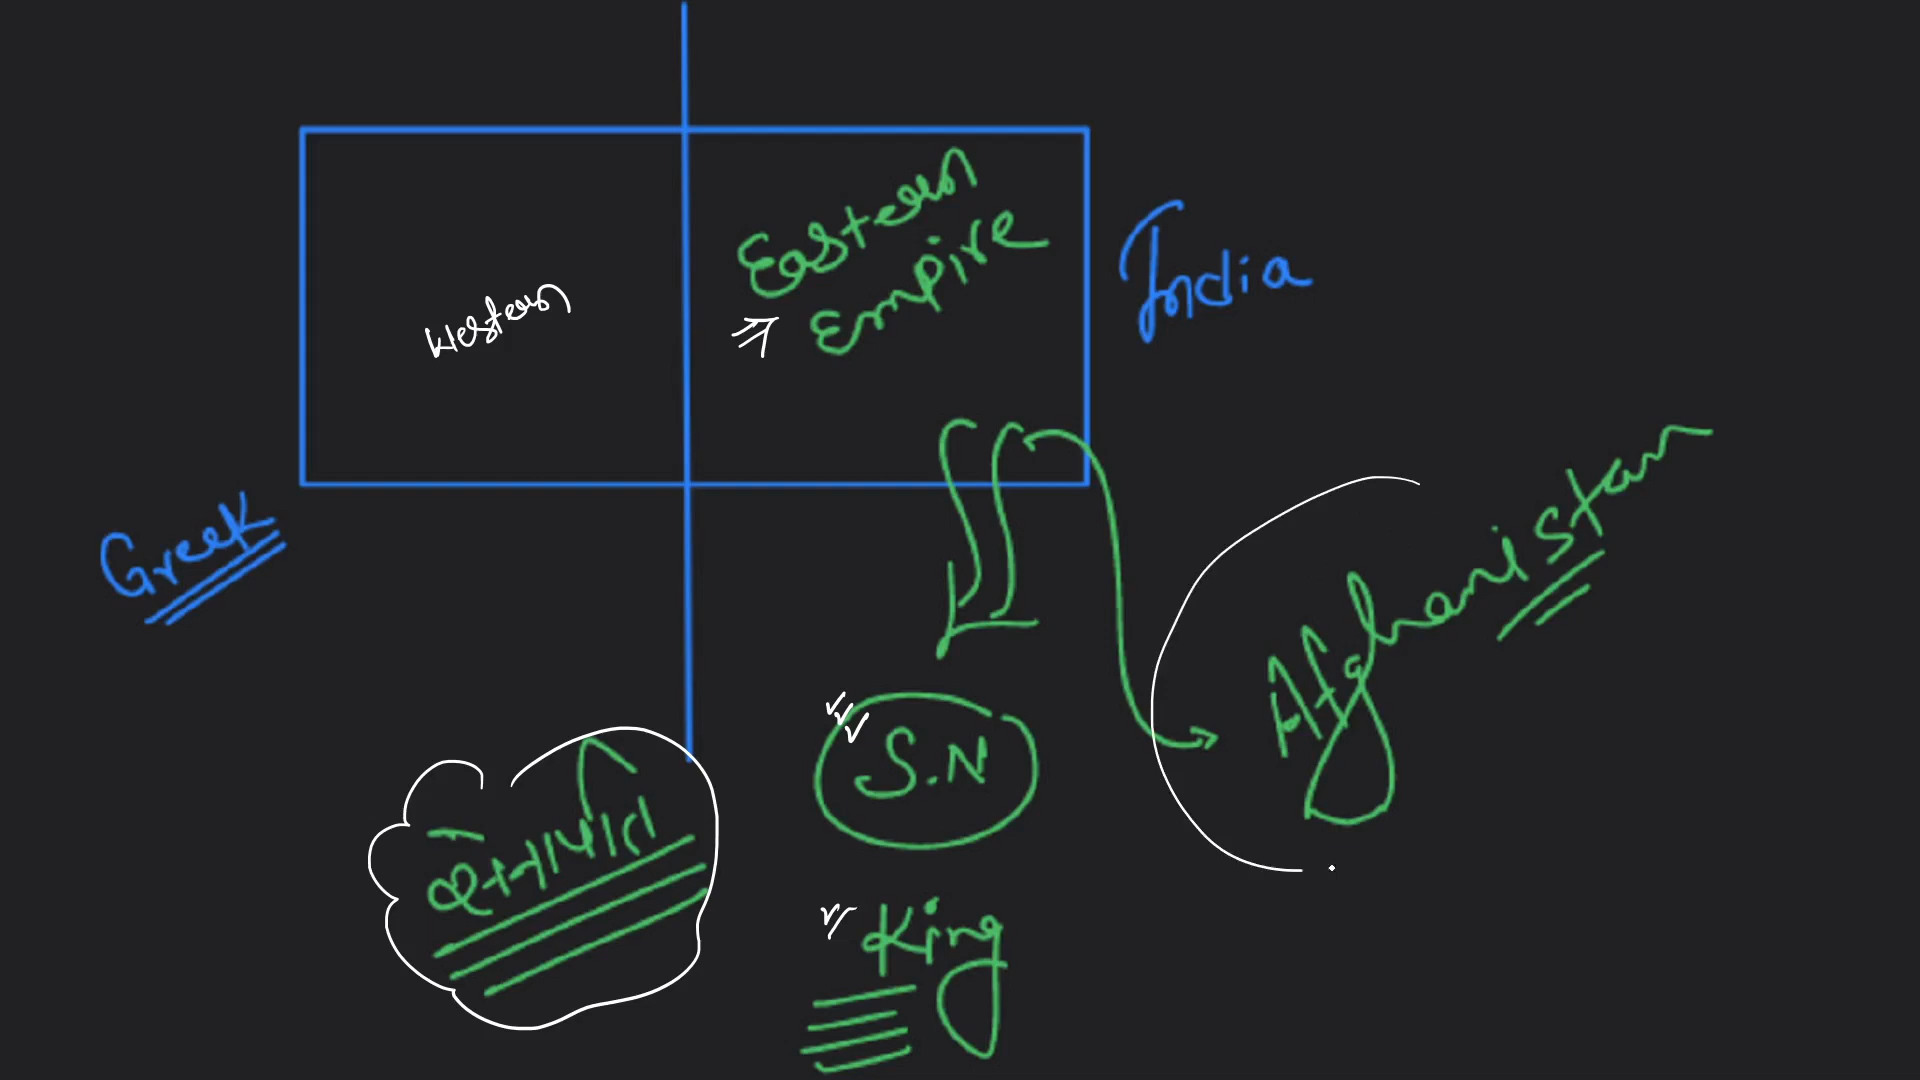 Eastern
Empire
Western
India
Greek
Afghanistan
S.N
King